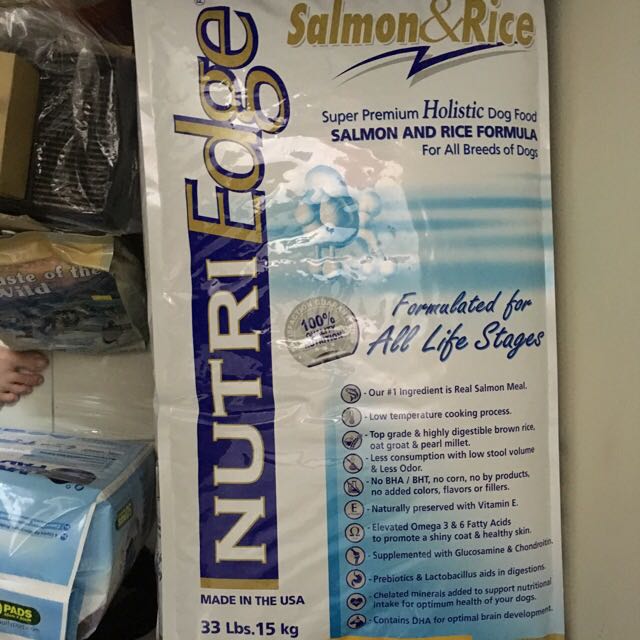 Salmon&Rice
Super Premium Holistic Dog Food
SALMON AND RICE FORMULA
For All Breeds of Dogs
NUTRI Edge
100%
Formulated for
All Life Stages
- Our #1 Ingredient is Real Salmon Meal.
- Low temperature cooking process.
- Top grade & highly digestible brown rice,
oat groat & pearl millet.
- Less consumption with low stool volume
& Less Odor.
- No BHA / BHT, no corn, no by products,
no added colors, flavors or fillers.
E
- Naturally preserved with Vitamin E.
Ω
- Elevated Omega 3 & 6 Fatty Acids
to promote a shiny coat & healthy skin.
- Supplemented with Glucosamine & Chondroitin.
- Prebiotics & Lactobacillus aids in digestions.
- Chelated minerals added to support nutritional
intake for optimum health of your dogs.
- Contains DHA for optimal brain development.
MADE IN THE USA
33 Lbs.15 kg
aste of the
Wild
PADS